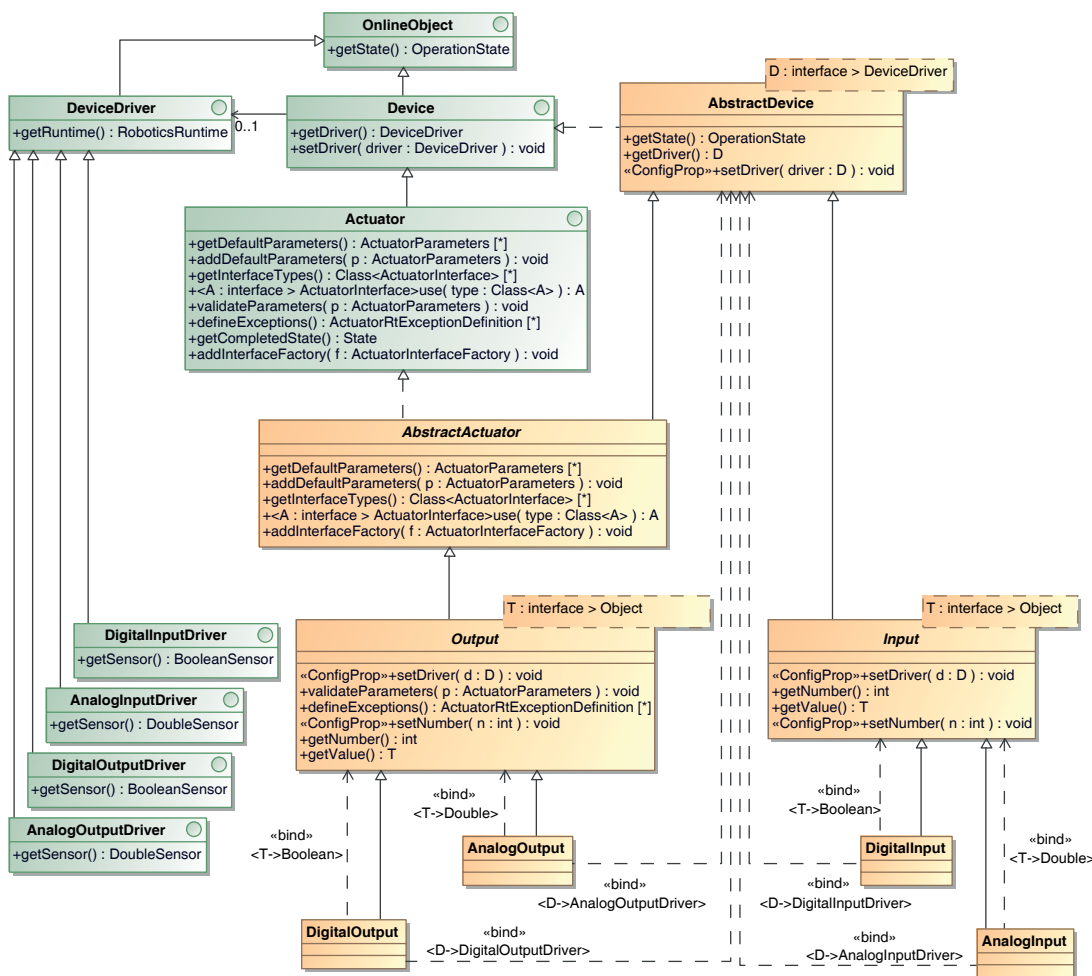 OnlineObject
+getState() : OperationState
D : interface > DeviceDriver
DeviceDriver
+getRuntime() : RoboticsRuntime
0..1
Device
+getDriver() : DeviceDriver
+setDriver( driver : DeviceDriver ) : void
AbstractDevice
+getState() : OperationState
+getDriver() : D
«ConfigProp»+setDriver( driver : D ) : void
Actuator
+getDefaultParameters() : ActuatorParameters [*]
+addDefaultParameters( p : ActuatorParameters ) : void
+getInterfaceTypes() : Class<ActuatorInterface> [*]
+<A : interface > ActuatorInterface>use( type : Class<A> ) : A
+validateParameters( p : ActuatorParameters ) : void
+defineExceptions() : ActuatorRtExceptionDefinition [*]
+getCompletedState() : State
+addInterfaceFactory( f : ActuatorInterfaceFactory ) : void
AbstractActuator
+getDefaultParameters() : ActuatorParameters [*]
+addDefaultParameters( p : ActuatorParameters ) : void
+getInterfaceTypes() : Class<ActuatorInterface> [*]
+<A : interface > ActuatorInterface>use( type : Class<A> ) : A
+addInterfaceFactory( f : ActuatorInterfaceFactory ) : void
T : interface > Object
Output
«ConfigProp»+setDriver( d : D ) : void
+validateParameters( p : ActuatorParameters ) : void
+defineExceptions() : ActuatorRtExceptionDefinition [*]
«ConfigProp»+setNumber( n : int ) : void
+getNumber() : int
+getValue() : T
T : interface > Object
Input
«ConfigProp»+setDriver( d : D ) : void
+getNumber() : int
+getValue() : T
«ConfigProp»+setNumber( n : int ) : void
DigitalInputDriver
+getSensor() : BooleanSensor
AnalogInputDriver
+getSensor() : DoubleSensor
DigitalOutputDriver
+getSensor() : BooleanSensor
AnalogOutputDriver
+getSensor() : DoubleSensor
«bind»
<T->Boolean>
«bind»
<T->Double>
«bind»
<T->Boolean>
«bind»
<T->Double>
AnalogOutput
DigitalInput
«bind»
<D->AnalogOutputDriver>
«bind»
<D->DigitalInputDriver>
DigitalOutput
«bind»
<D->DigitalOutputDriver>
«bind»
<D->AnalogInputDriver>
AnalogInput